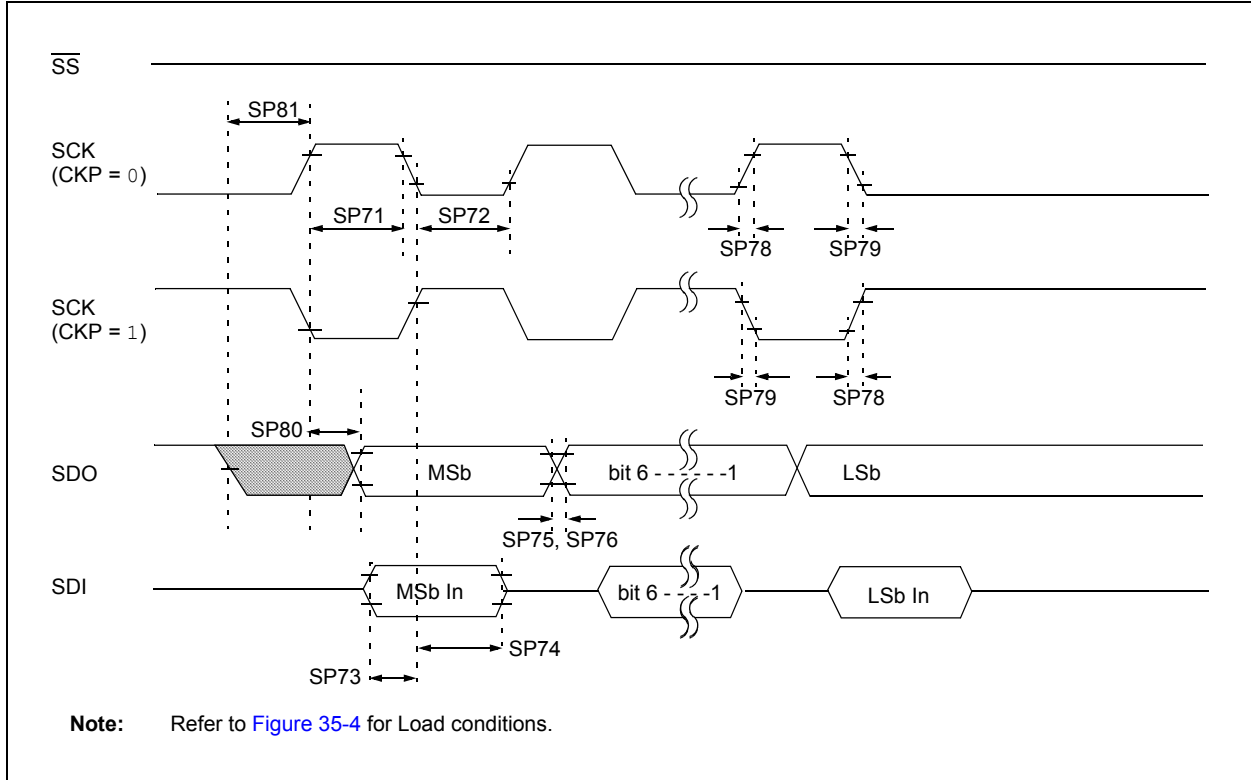 SS
SP81
SCK
(CKP = 0)
SP71
SP72
SP78
SP79
SCK
(CKP = 1)
SP79
SP78
SP80
SDO
MSb
bit 6 - - - - - -1
LSb
SP75, SP76
SDI
MSb In
bit 6 - - - -1
LSb In
SP74
SP73
Note: Refer to Figure 35-4 for Load conditions.